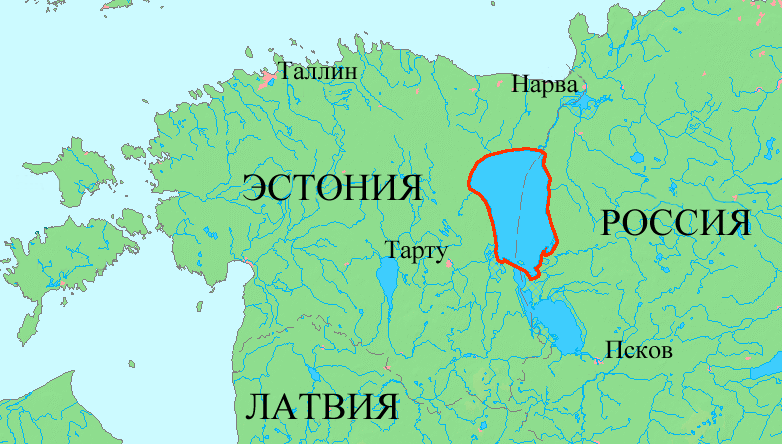 Таллин
Нарва
ЭСТОНИЯ
РОССИЯ
Тарту
Псков
ЛАТВИЯ